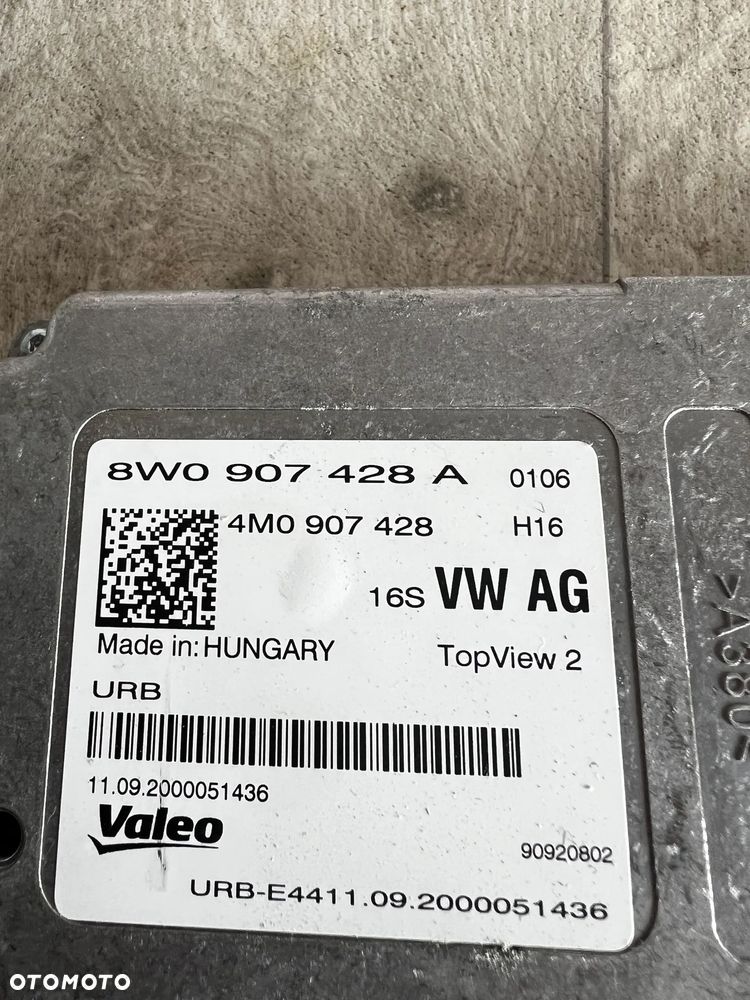 8W0 907 428 A 0106
4M0 907 428 H16
16S VW AG
Made in: HUNGARY TopView 2
URB
11.09.2000051436
Valeo
90920802
URB-E4411.09.2000051436
>A380<
OTOMOTO